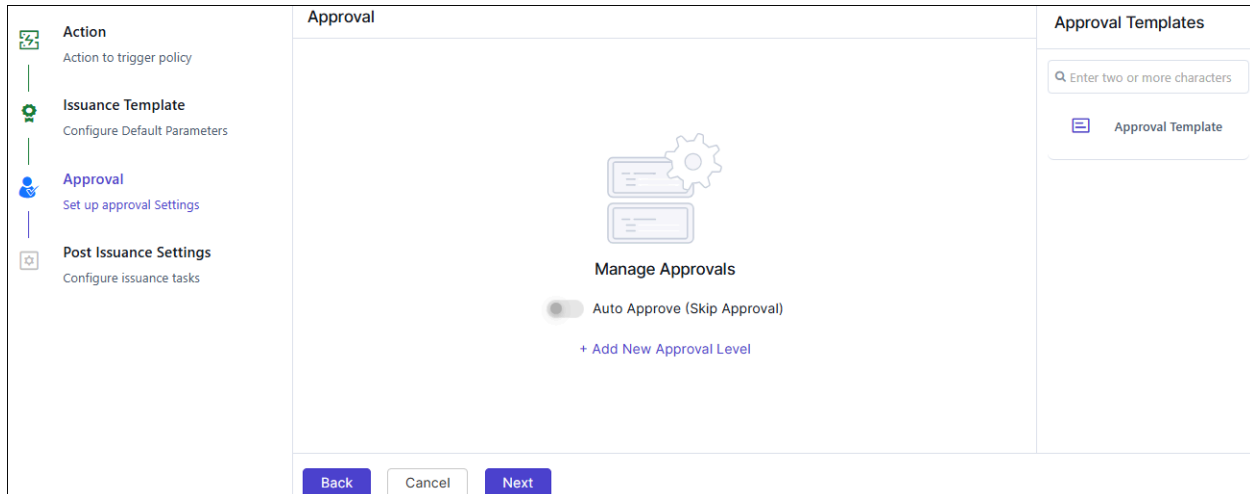 Action
Action to trigger policy
Issuance Template
Configure Default Parameters
Approval
Set up approval Settings
Post Issuance Settings
Configure issuance tasks
Approval
Manage Approvals
Auto Approve (Skip Approval)
+ Add New Approval Level
Back
Cancel
Next
Approval Templates
Enter two or more characters
Approval Template